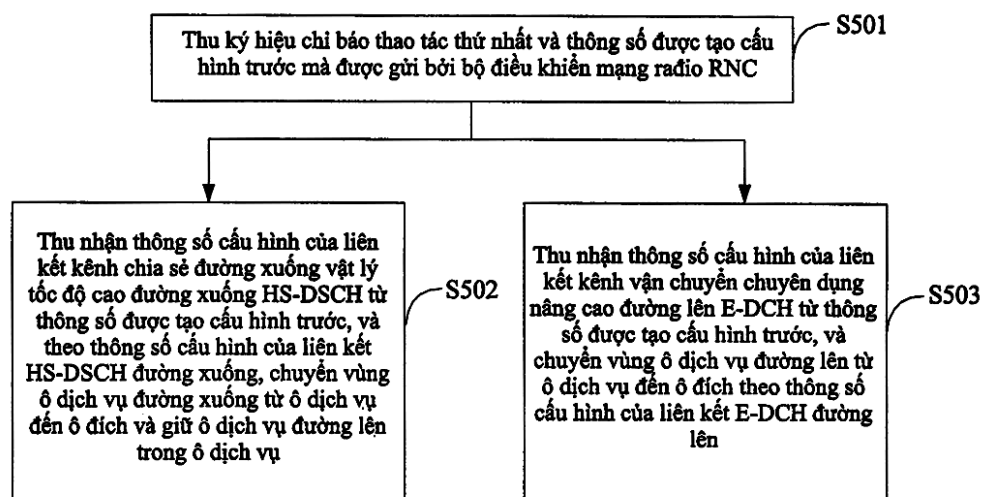 Thu ký hiệu chỉ báo thao tác thứ nhất và thông số được tạo cấu
hình trước mà được gửi bởi bộ điều khiển mạng rađio RNC
S501
Thu nhận thông số cấu hình của liên
kết kênh chia sẻ đường xuống vật lý
tốc độ cao đường xuống HS-DSCH từ
thông số được tạo cấu hình trước, và
theo thông số cấu hình của liên kết
HS-DSCH đường xuống, chuyển vùng
ô dịch vụ đường xuống từ ô dịch vụ
đến ô đích và giữ ô dịch vụ đường lên
trong ô dịch vụ
S502
Thu nhận thông số cấu hình của liên
kết kênh vận chuyển chuyên dụng
nâng cao đường lên E-DCH từ thông
số được tạo cấu hình trước, và
chuyển vùng ô dịch vụ đường lên từ
ô dịch vụ đến ô đích theo thông số
cấu hình của liên kết E-DCH đường
lên
S503